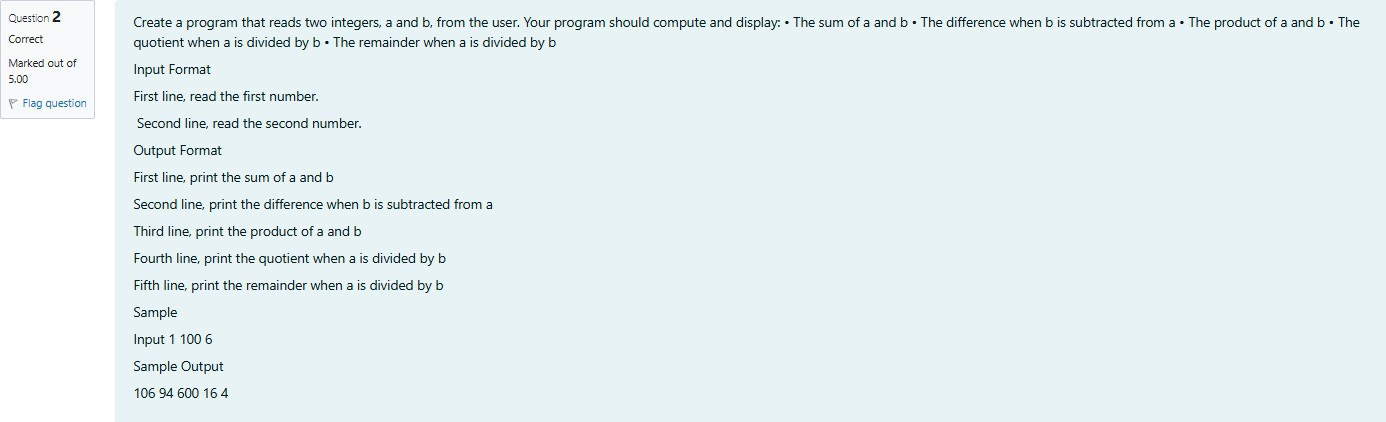 Question 2
Correct
Marked out of
5.00
Flag question
Create a program that reads two integers, a and b, from the user. Your program should compute and display: • The sum of a and b • The difference when b is subtracted from a • The product of a and b • The
quotient when a is divided by b • The remainder when a is divided by b
Input Format
First line, read the first number.
Second line, read the second number.
Output Format
First line, print the sum of a and b
Second line, print the difference when b is subtracted from a
Third line, print the product of a and b
Fourth line, print the quotient when a is divided by b
Fifth line, print the remainder when a is divided by b
Sample
Input 1 100 6
Sample Output
106 94 600 16 4